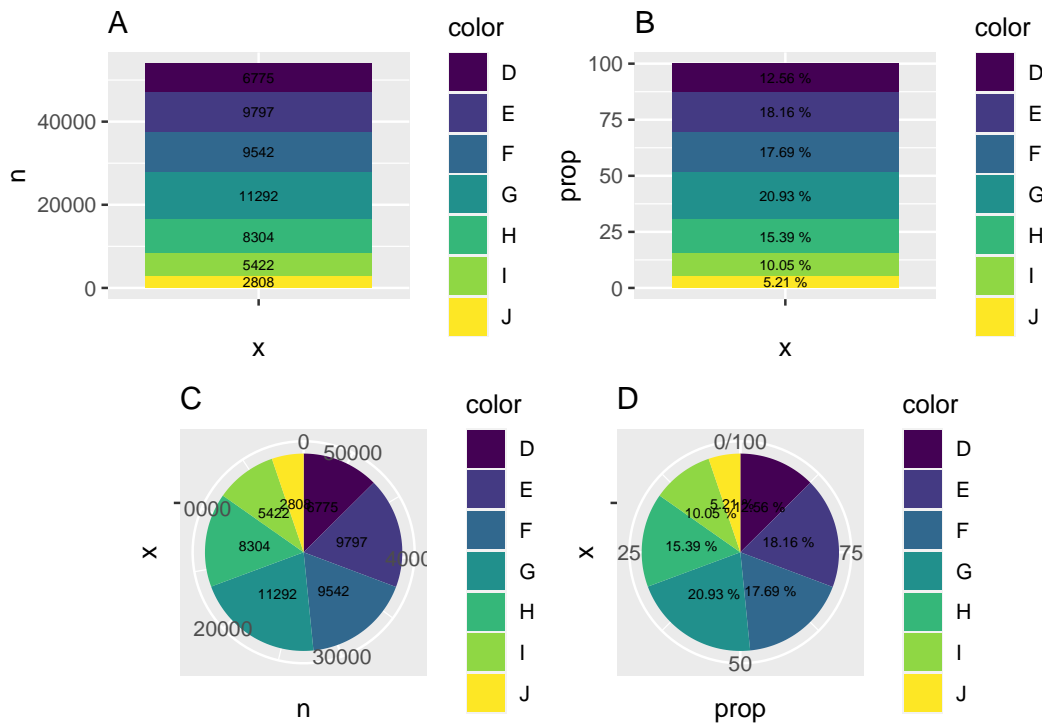 A
color
n
40000
20000
0
6775
9797
9542
11292
8304
5422
2808
x
D
E
F
G
H
I
J
B
color
prop
100
75
50
25
0
12.56 %
18.16 %
17.69 %
20.93 %
15.39 %
10.05 %
5.21 %
x
D
E
F
G
H
I
J
C
color
x
0
50000
0000
4000
20000
30000
2808
6775
5422
9797
8304
11292
9542
n
D
E
F
G
H
I
J
D
color
x
0/100
75
50
25
5.21 %
12.56 %
10.05 %
18.16 %
15.39 %
20.93 %
17.69 %
prop
D
E
F
G
H
I
J